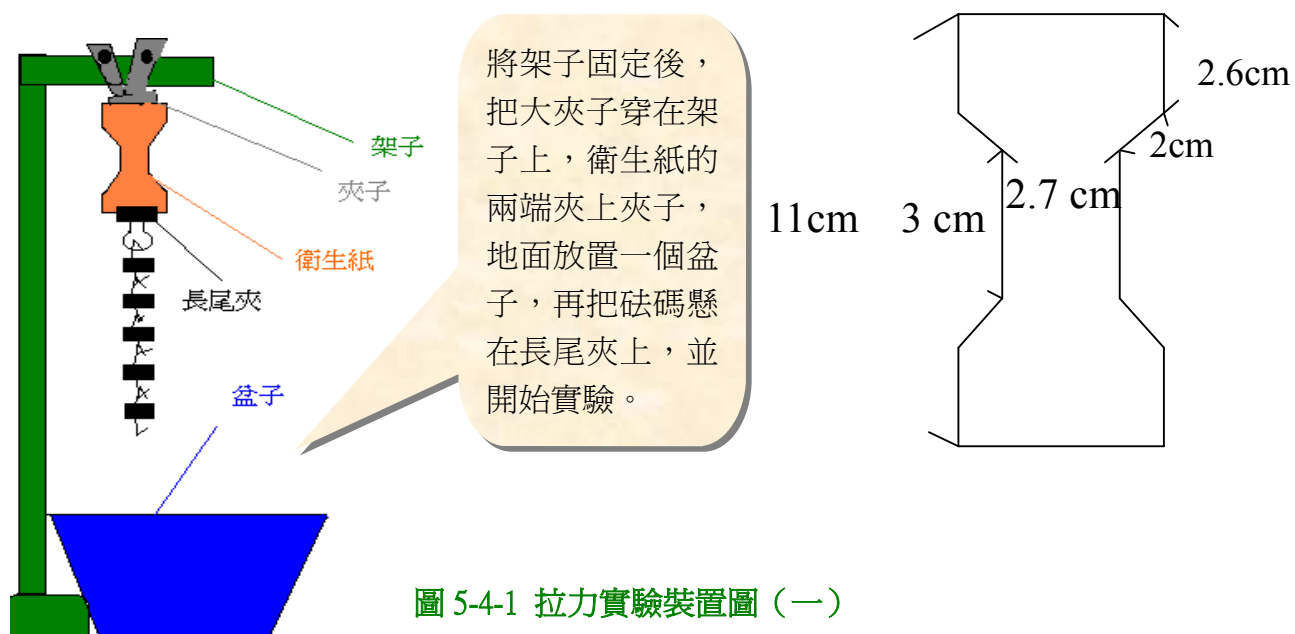 架子
夾子
衛生紙
長尾夾
盆子
將架子固定後，
把大夾子穿在架
子上，衛生紙的
兩端夾上夾子，
地面放置一個盆
子，再把砝碼懸
在長尾夾上，並
開始實驗。
11cm
3 cm
2.7 cm
2.6cm
2cm
圖 5-4-1 拉力實驗裝置圖（一）